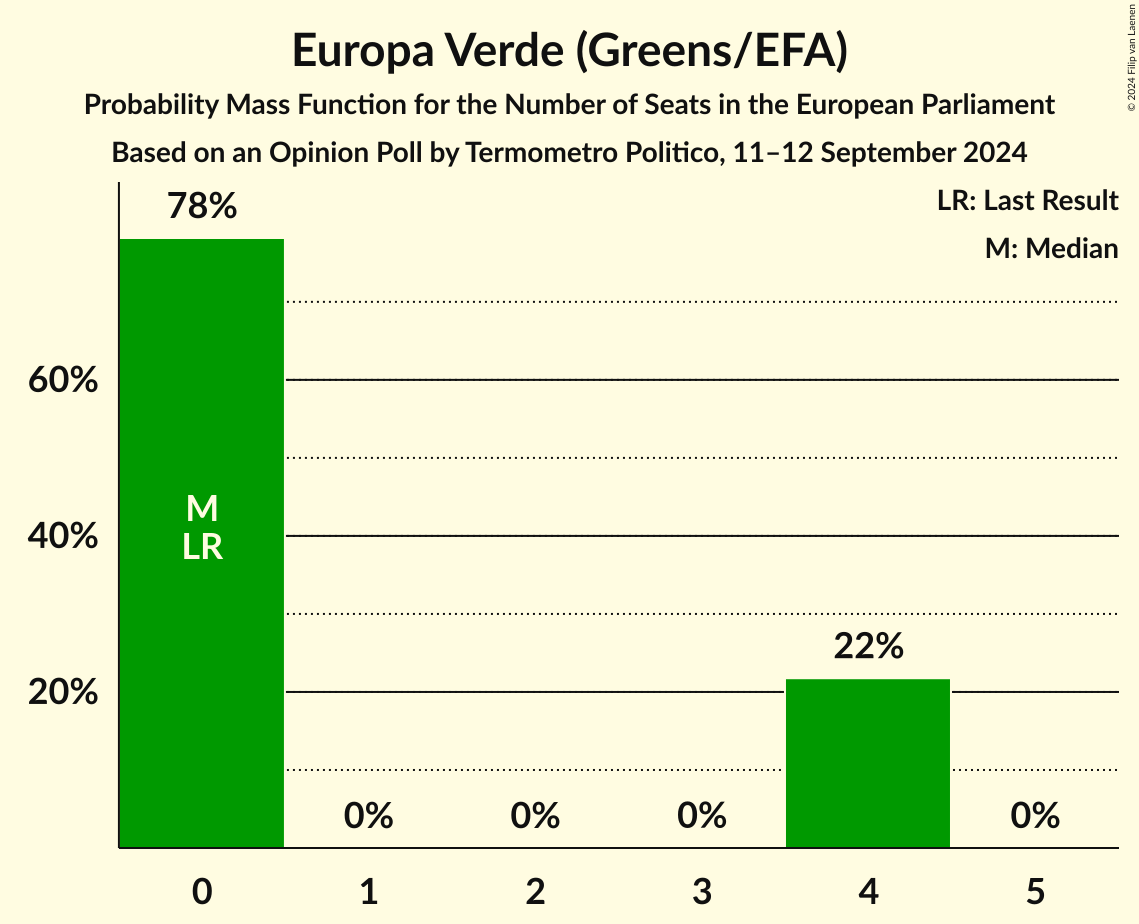 Europa Verde (Greens/EFA)
Probability Mass Function for the Number of Seats in the European Parliament
Based on an Opinion Poll by Termometro Politico, 11–12 September 2024
© 2024 Filip van Laenen
LR: Last Result
M: Median
78%
60%
M
40%
LR
22%
20%
0% 0% 0% 0%
0 1 2 3 4 5